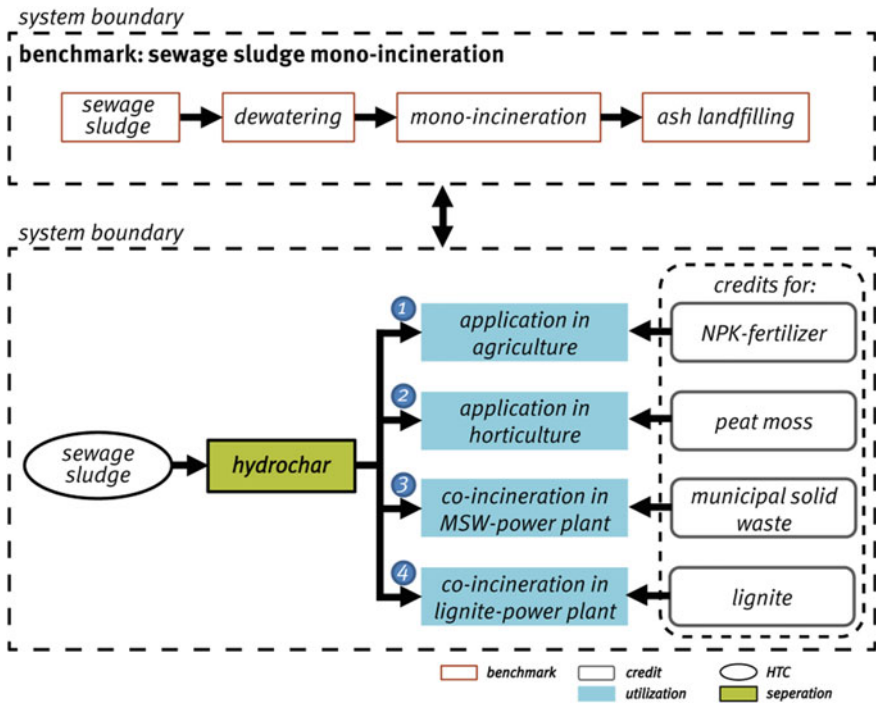 system boundary
benchmark: sewage sludge mono-incineration
sewage
sludge
dewatering
mono-incineration
ash landfilling
system boundary
credits for:
1
application in
agriculture
NPK-fertilizer
2
application in
horticulture
peat moss
sewage
sludge
hydrochar
3
co-incineration in
MSW-power plant
municipal solid
waste
4
co-incineration in
lignite-power plant
lignite
benchmark
credit
HTC
utilization
seperation